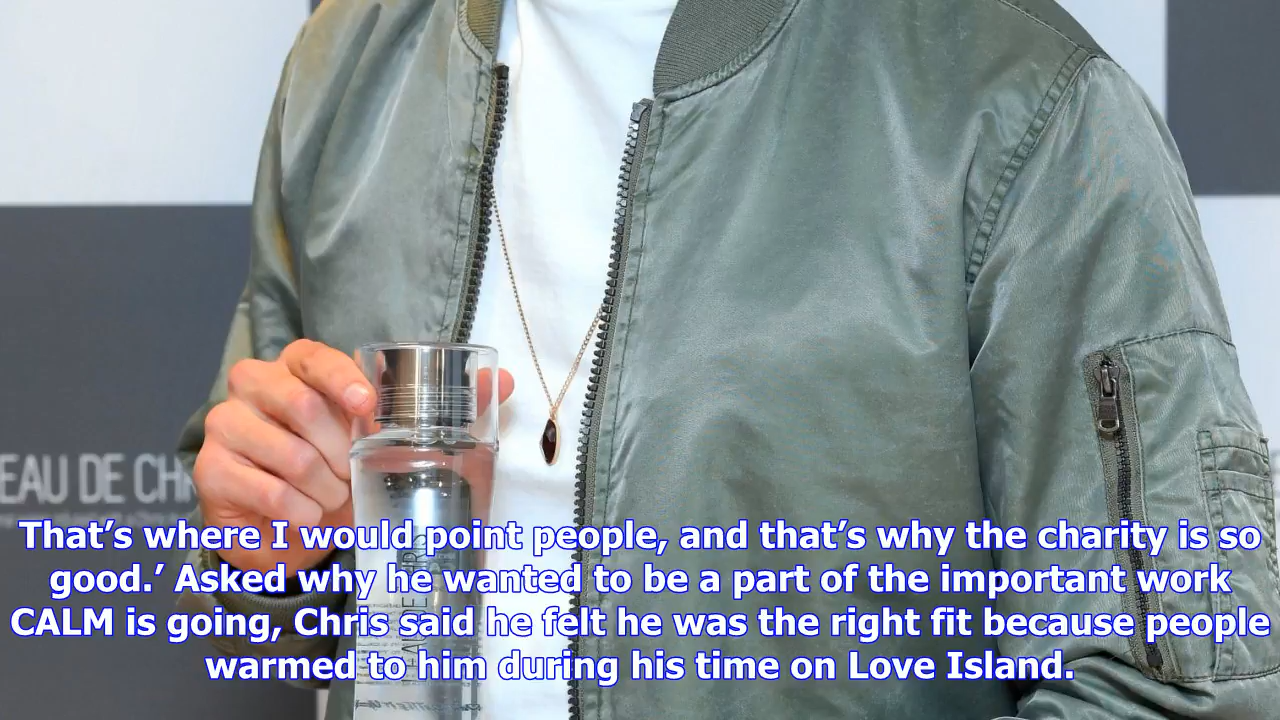 EAU DE CHR
That’s where I would point people, and that’s why the charity is so
good.’ Asked why he wanted to be a part of the important work
CALM is going, Chris said he felt he was the right fit because people
warmed to him during his time on Love Island.